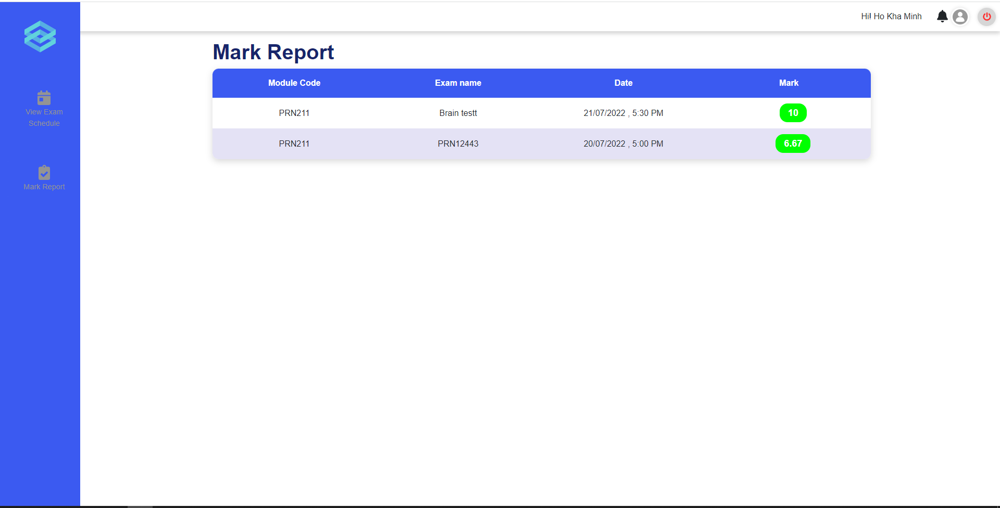 Hi! Ho Kha Minh
View Exam
Schedule
Mark Report
Mark Report
Module Code Exam name Date Mark
PRN211 Brain testt 21/07/2022 , 5:30 PM 10
PRN211 PRN12443 20/07/2022 , 5:00 PM 6.67